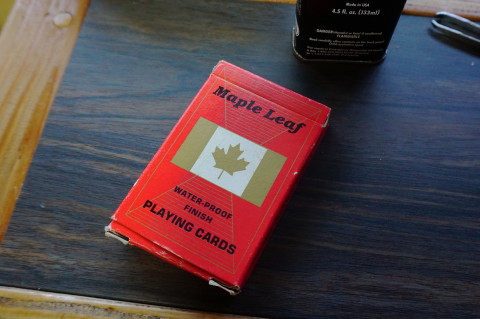 Made in USA
4.5 fl. oz. (133ml)
Maple Leaf
WATER-PROOF
FINISH
PLAYING CARDS